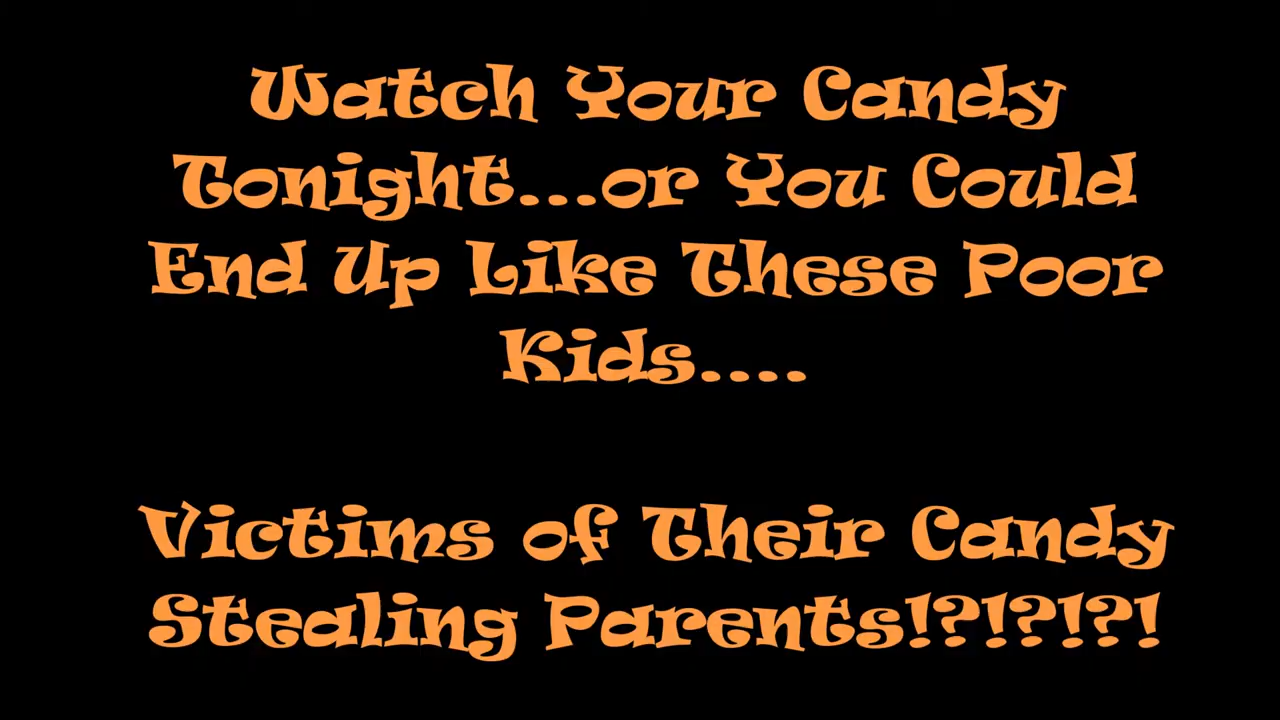 Watch Your Candy
Tonight...or You Could
End Up Like These Poor
Kids....
Victims of Their Candy
Stealing Parents!?!?!?!